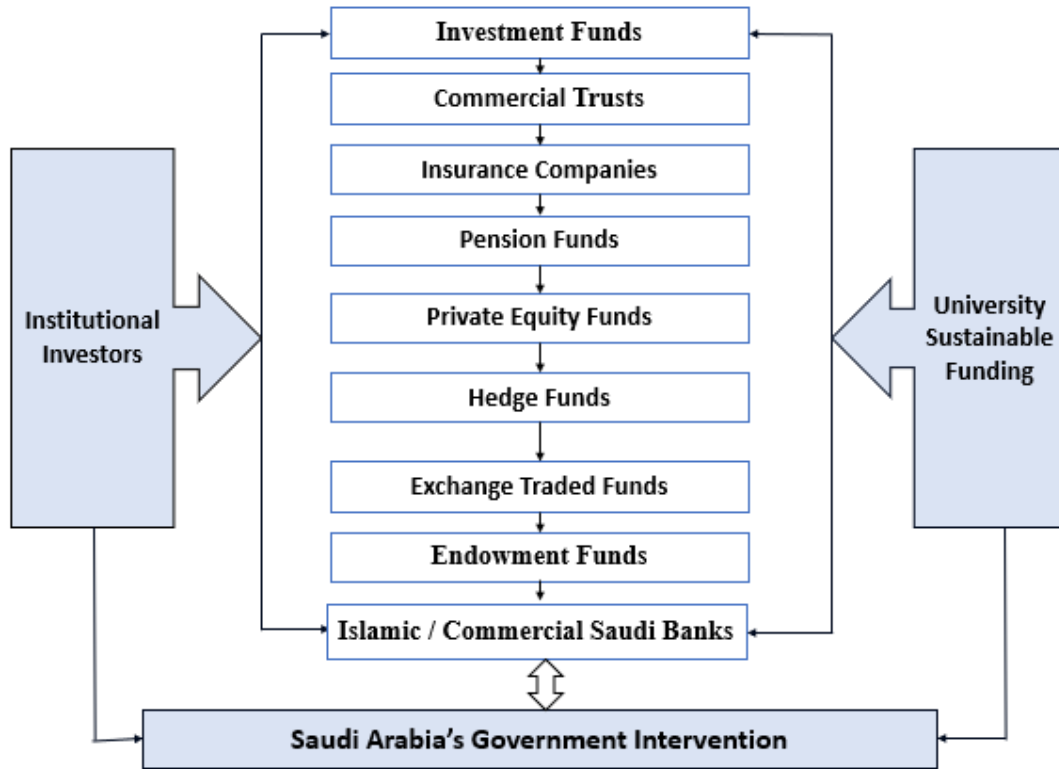 Investment Funds
Commercial Trusts
Insurance Companies
Pension Funds
Private Equity Funds
Hedge Funds
Exchange Traded Funds
Endowment Funds
Islamic / Commercial Saudi Banks
Institutional
Investors
University
Sustainable
Funding
Saudi Arabia’s Government Intervention